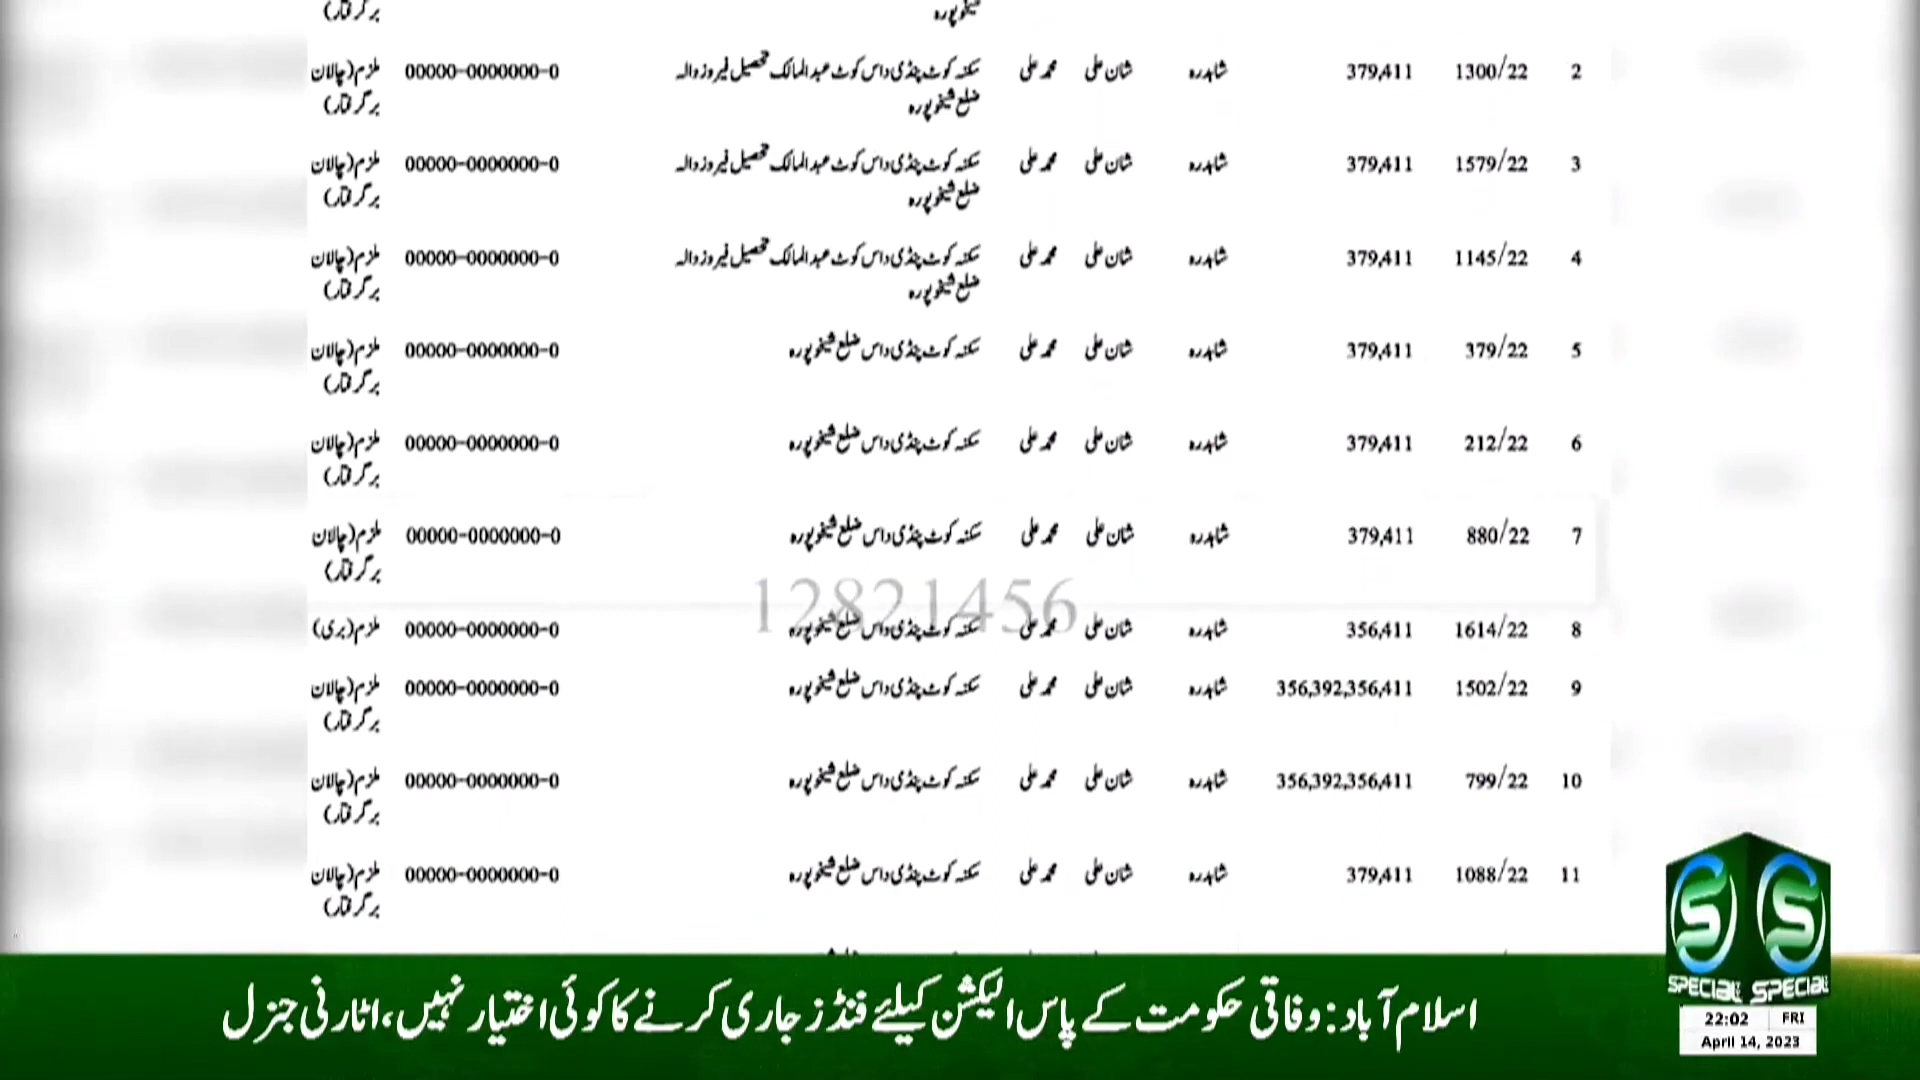 برگرفتار)
شیخوپورہ
2 1300/22 379,411 شاہدرہ شان علی محمد علی سکنہ کوٹ پنڈی داس کوٹ عبدالمالک تحصیل فیروزوالہ 00000-0000000-0 ملزم(چالان
ضلع شیخوپورہ برگرفتار)
3 1579/22 379,411 شاہدرہ شان علی محمد علی سکنہ کوٹ پنڈی داس کوٹ عبدالمالک تحصیل فیروزوالہ 00000-0000000-0 ملزم(چالان
ضلع شیخوپورہ برگرفتار)
4 1145/22 379,411 شاہدرہ شان علی محمد علی سکنہ کوٹ پنڈی داس کوٹ عبدالمالک تحصیل فیروزوالہ 00000-0000000-0 ملزم(چالان
ضلع شیخوپورہ برگرفتار)
5 379/22 379,411 شاہدرہ شان علی محمد علی سکنہ کوٹ پنڈی داس ضلع شیخوپورہ 00000-0000000-0 ملزم(چالان
برگرفتار)
6 212/22 379,411 شاہدرہ شان علی محمد علی سکنہ کوٹ پنڈی داس ضلع شیخوپورہ 00000-0000000-0 ملزم(چالان
برگرفتار)
7 880/22 379,411 شاہدرہ شان علی محمد علی سکنہ کوٹ پنڈی داس ضلع شیخوپورہ 00000-0000000-0 ملزم(چالان
برگرفتار)
12821456
8 1614/22 356,411 شاہدرہ شان علی محمد علی سکنہ کوٹ پنڈی داس ضلع شیخوپورہ 00000-0000000-0 ملزم(بری)
9 1502/22 356,392,356,411 شاہدرہ شان علی محمد علی سکنہ کوٹ پنڈی داس ضلع شیخوپورہ 00000-0000000-0 ملزم(چالان
برگرفتار)
10 799/22 356,392,356,411 شاہدرہ شان علی محمد علی سکنہ کوٹ پنڈی داس ضلع شیخوپورہ 00000-0000000-0 ملزم(چالان
برگرفتار)
11 1088/22 379,411 شاہدرہ شان علی محمد علی سکنہ کوٹ پنڈی داس ضلع شیخوپورہ 00000-0000000-0 ملزم(چالان
برگرفتار)
SPECIAL SPECIAL
اسلام آباد: وفاقی حکومت کے پاس الیکشن کیلئے فنڈز جاری کرنے کا کوئی اختیار نہیں، اٹارنی جنرل
22:02 FRI
April 14, 2023